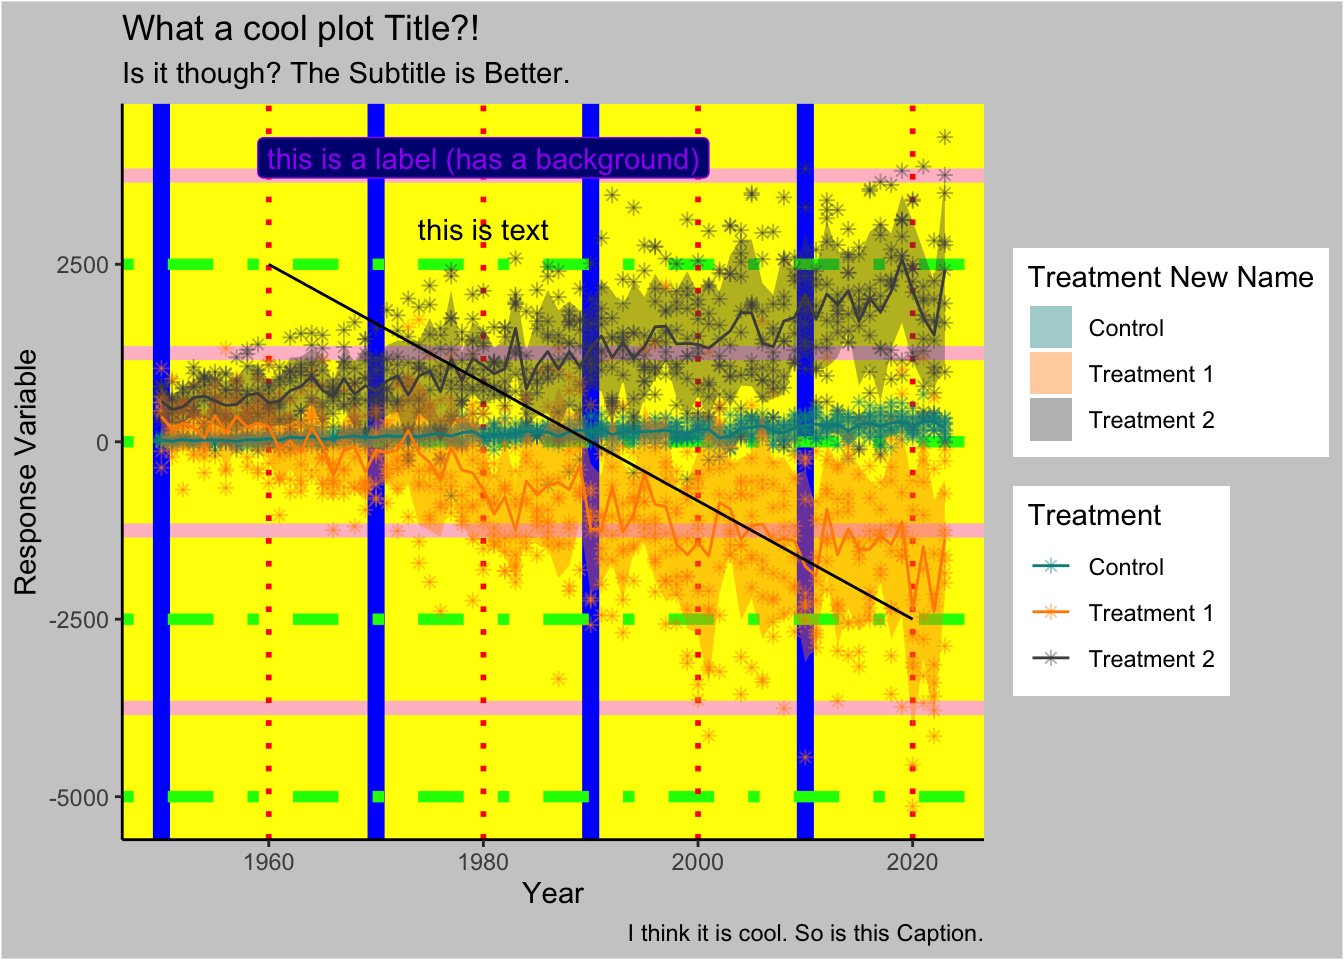 What a cool plot Title?!
Is it though? The Subtitle is Better.
this is a label (has a background)
this is text
Response Variable
2500
0
-2500
-5000
1960
1980
2000
2020
Year
I think it is cool. So is this Caption.
Treatment New Name
Control
Treatment 1
Treatment 2
Treatment
Control
Treatment 1
Treatment 2